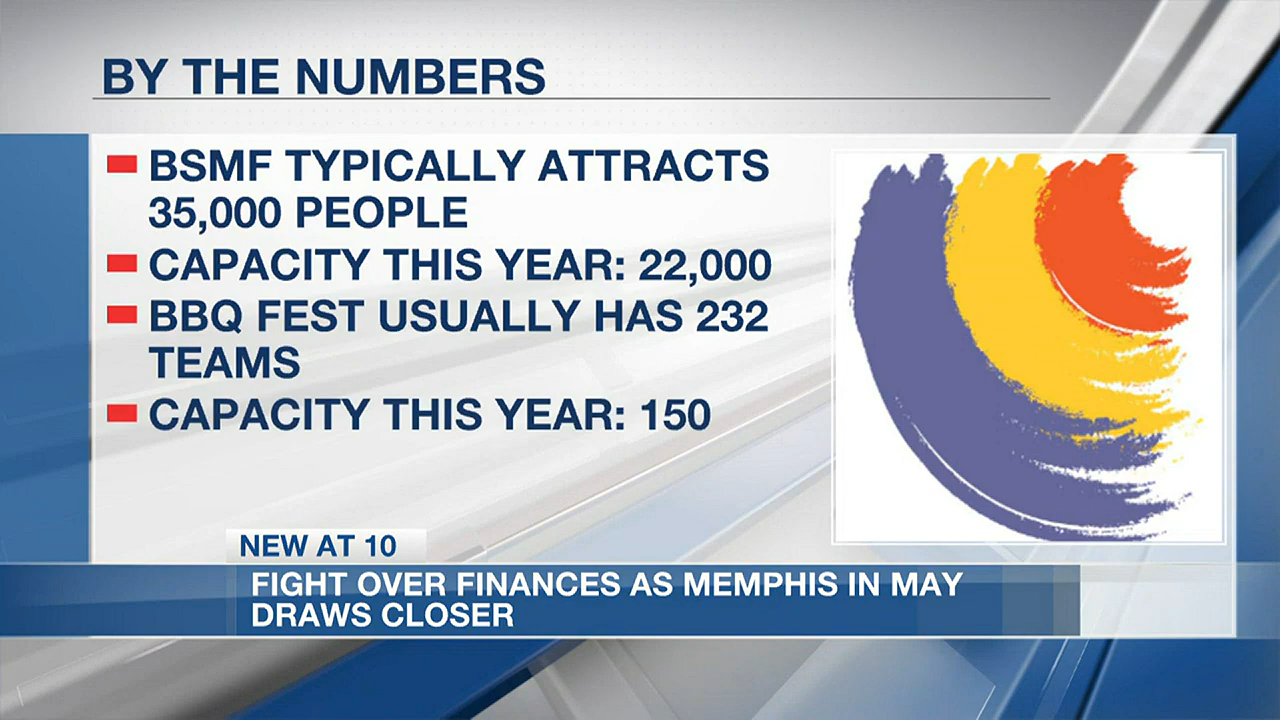 BY THE NUMBERS
BSMF TYPICALLY ATTRACTS
35,000 PEOPLE
CAPACITY THIS YEAR: 22,000
BBQ FEST USUALLY HAS 232
TEAMS
CAPACITY THIS YEAR: 150
NEW AT 10
FIGHT OVER FINANCES AS MEMPHIS IN MAY
DRAWS CLOSER